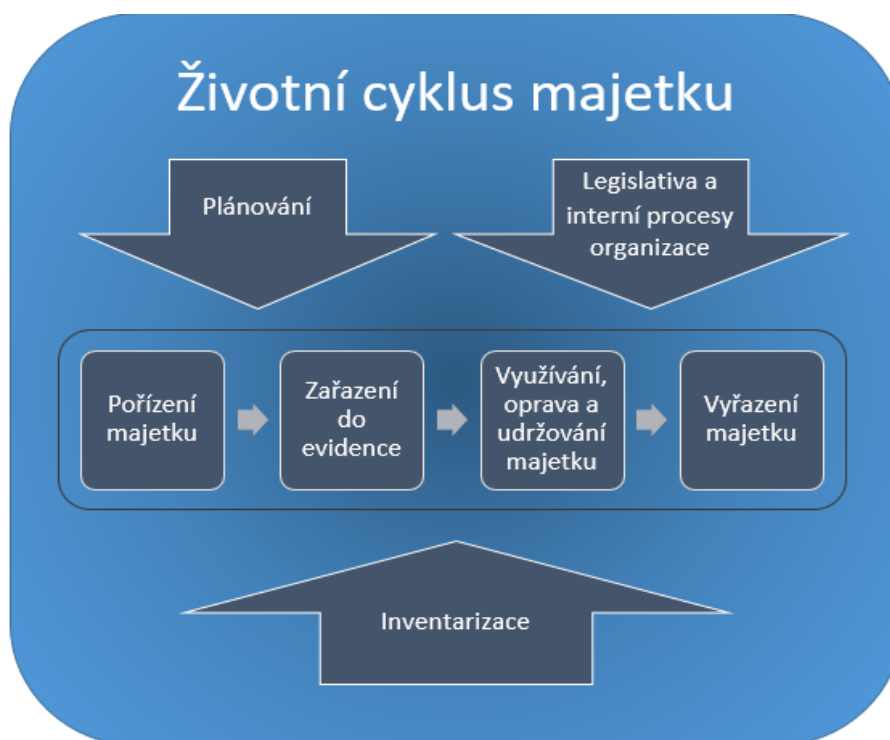 Životní cyklus majetku
Plánování
Legislativa a
interní procesy
organizace
Pořízení
majetku
Zařazení
do
evidence
Využívání,
oprava a
udržování
majetku
Vyřazení
majetku
Inventarizace